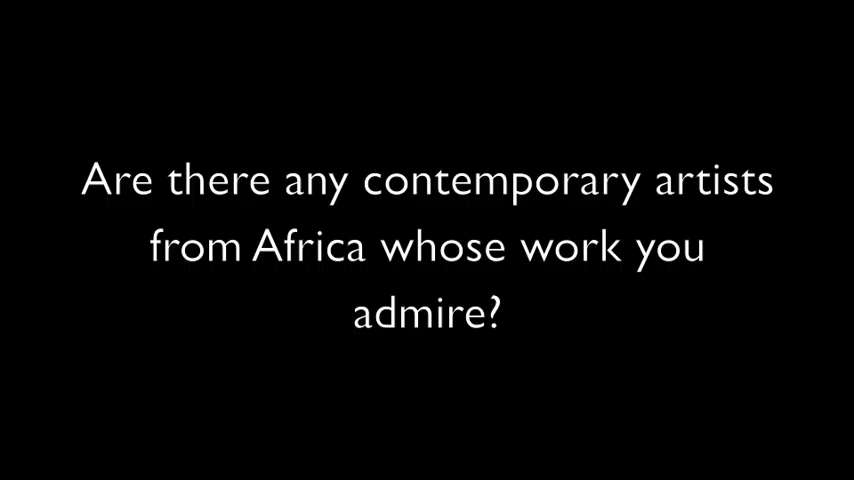 Are there any contemporary artists
from Africa whose work you
admire?